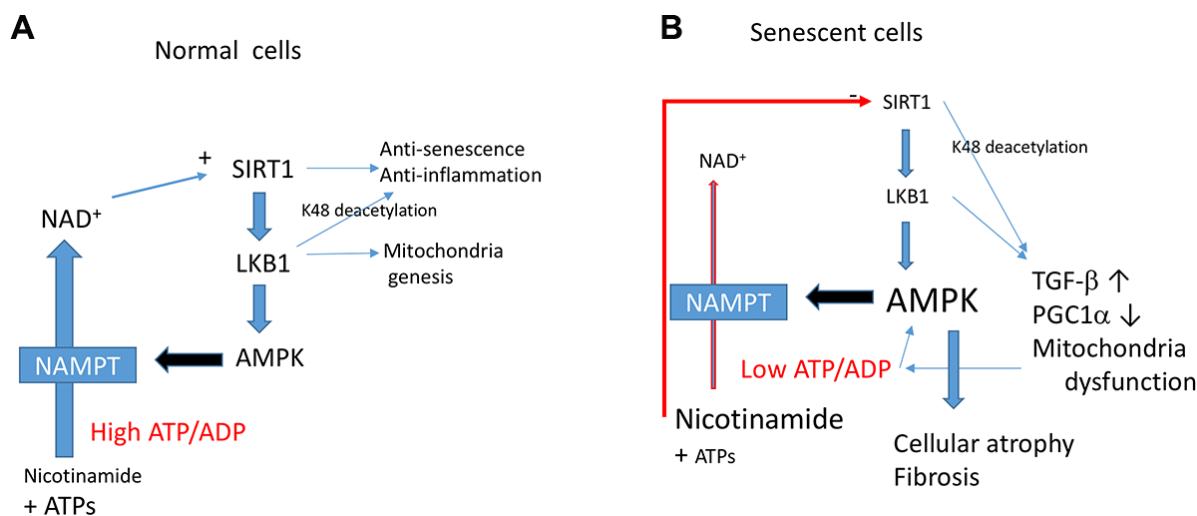 A
Normal cells
Anti-senescence
+
SIRT1
Anti-inflammation
K48 deacetylation
NAD⁺
Mitochondria
genesis
LKB1
NAMPT
AMPK
High ATP/ADP
Nicotinamide
+ ATPs
B
Senescent cells
-
SIRT1
K48 deacetylation
NAD⁺
LKB1
TGF-β ↑
NAMPT
AMPK
PGC1α ↓
Mitochondria
dysfunction
Low ATP/ADP
Nicotinamide
+ ATPs
Cellular atrophy
Fibrosis